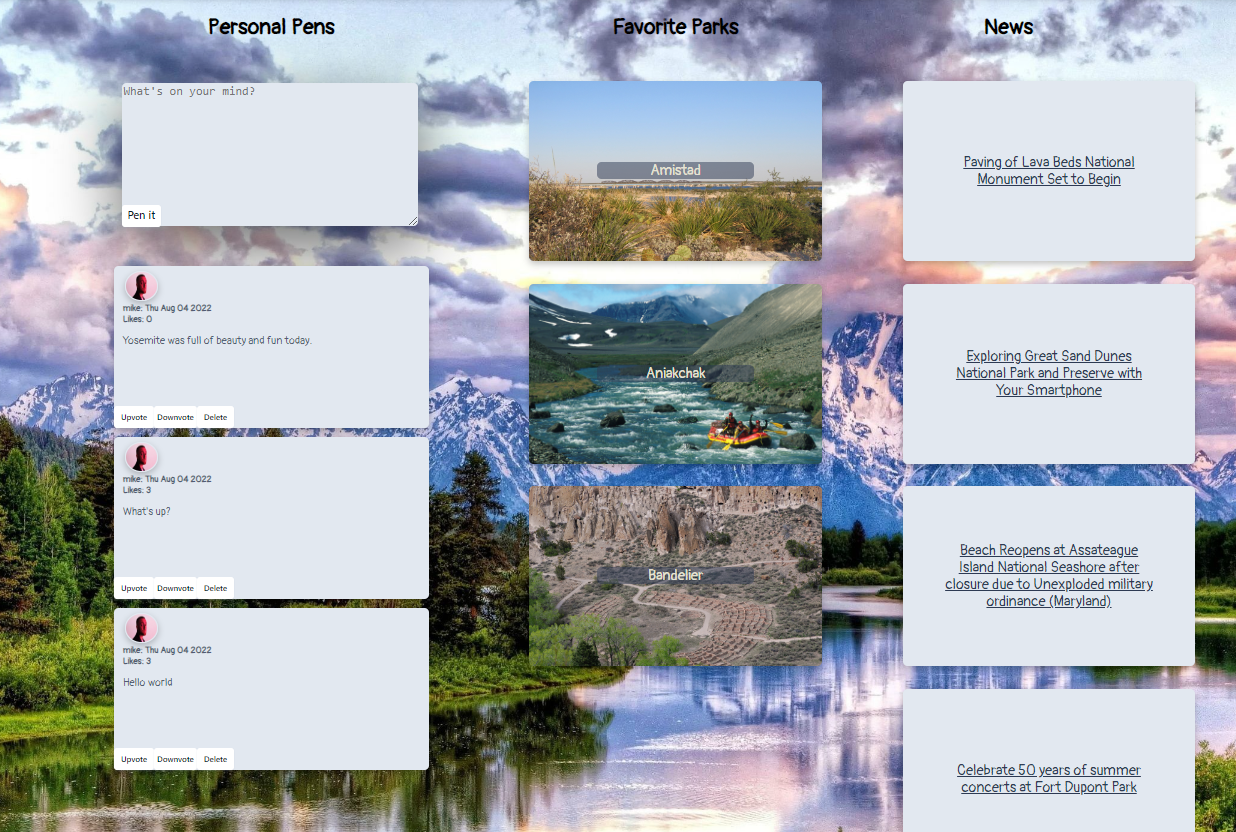 Personal Pens
What's on your mind?
Pen it
mike: Thu Aug 04 2022
Likes: 0
Yosemite was full of beauty and fun today.
Upvote Downvote Delete
mike: Thu Aug 04 2022
Likes: 3
What's up?
Upvote Downvote Delete
mike: Thu Aug 04 2022
Likes: 3
Hello world
Upvote Downvote Delete
Favorite Parks
Amistad
Aniakchak
Bandelier
News
Paving of Lava Beds National
Monument Set to Begin
Exploring Great Sand Dunes
National Park and Preserve with
Your Smartphone
Beach Reopens at Assateague
Island National Seashore after
closure due to Unexploded military
ordinance (Maryland)
Celebrate 50 years of summer
concerts at Fort Dupont Park